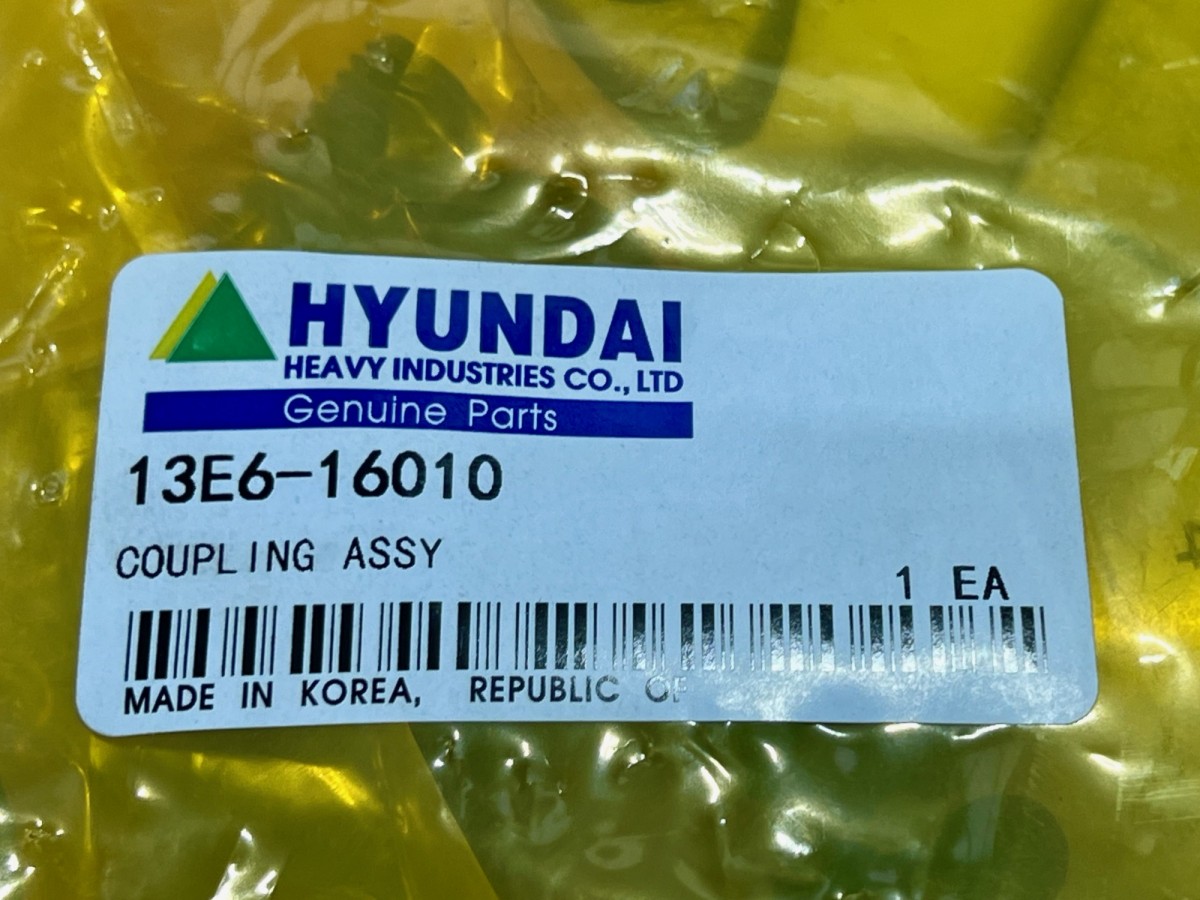 HYUNDAI
HEAVY INDUSTRIES CO., LTD
Genuine Parts
13E6-16010
COUPLING ASSY
1 EA
MADE IN KOREA, REPUBLIC OF